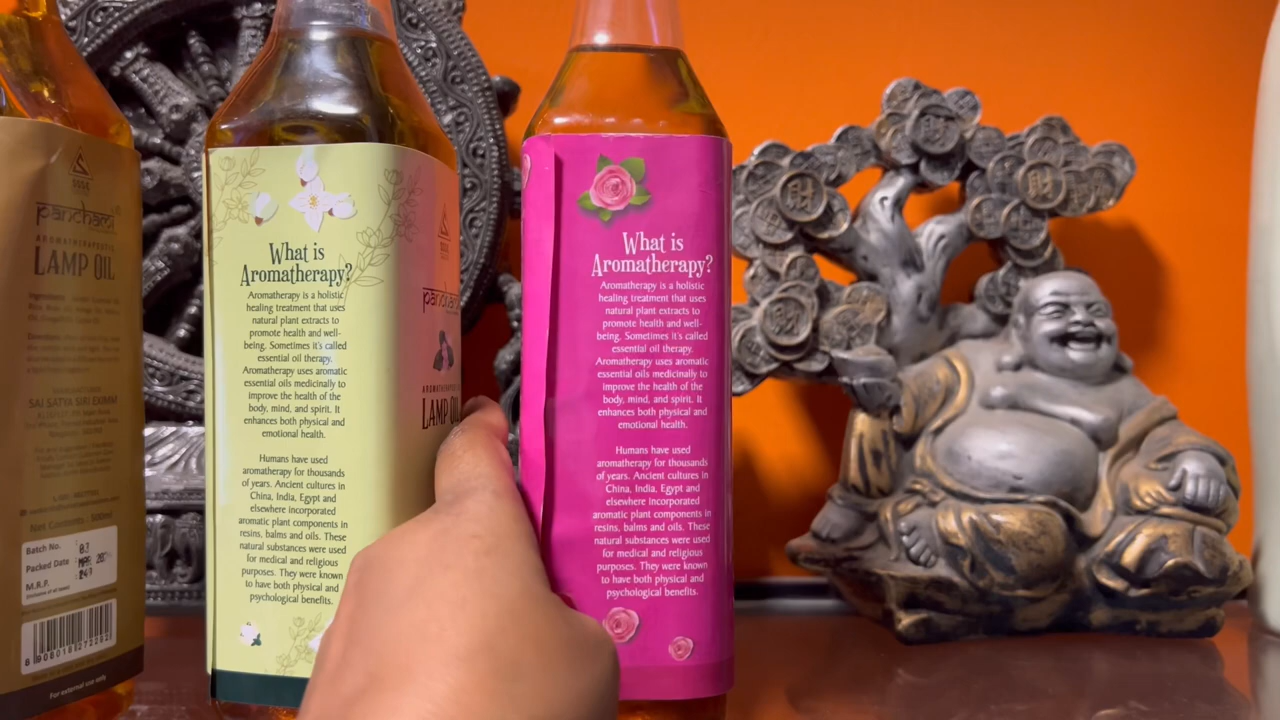 panchami
AROMATHERAPEUTIC
LAMP OIL
SAI SATYA SIRI EXIMM
Net Contents : 500ml
Batch No. 07
Packed Date
M.R.P.
For external use only
What is
Aromatherapy?
Aromatherapy is a holistic
healing treatment that uses
natural plant extracts to
promote health and well-
being. Sometimes it's called
essential oil therapy.
Aromatherapy uses aromatic
essential oils medicinally to
improve the health of the
body, mind, and spirit. It
enhances both physical and
emotional health.
Humans have used
aromatherapy for thousands
of years. Ancient cultures in
China, India, Egypt and
elsewhere incorporated
aromatic plant components in
resins, balms and oils. These
natural substances were used
for medical and religious
purposes. They were known
to have both physical and
psychological benefits.
panchami
LAMP OIL
What is
Aromatherapy?
Aromatherapy is a holistic
healing treatment that uses
natural plant extracts to
promote health and well-
being. Sometimes it's called
essential oil therapy.
Aromatherapy uses aromatic
essential oils medicinally to
improve the health of the
body, mind, and spirit. It
enhances both physical and
emotional health.
Humans have used
aromatherapy for thousands
of years. Ancient cultures in
China, India, Egypt and
elsewhere incorporated
aromatic plant components in
resins, balms and oils. These
natural substances were used
for medical and religious
purposes. They were known
to have both physical and
psychological benefits.
財
財
財